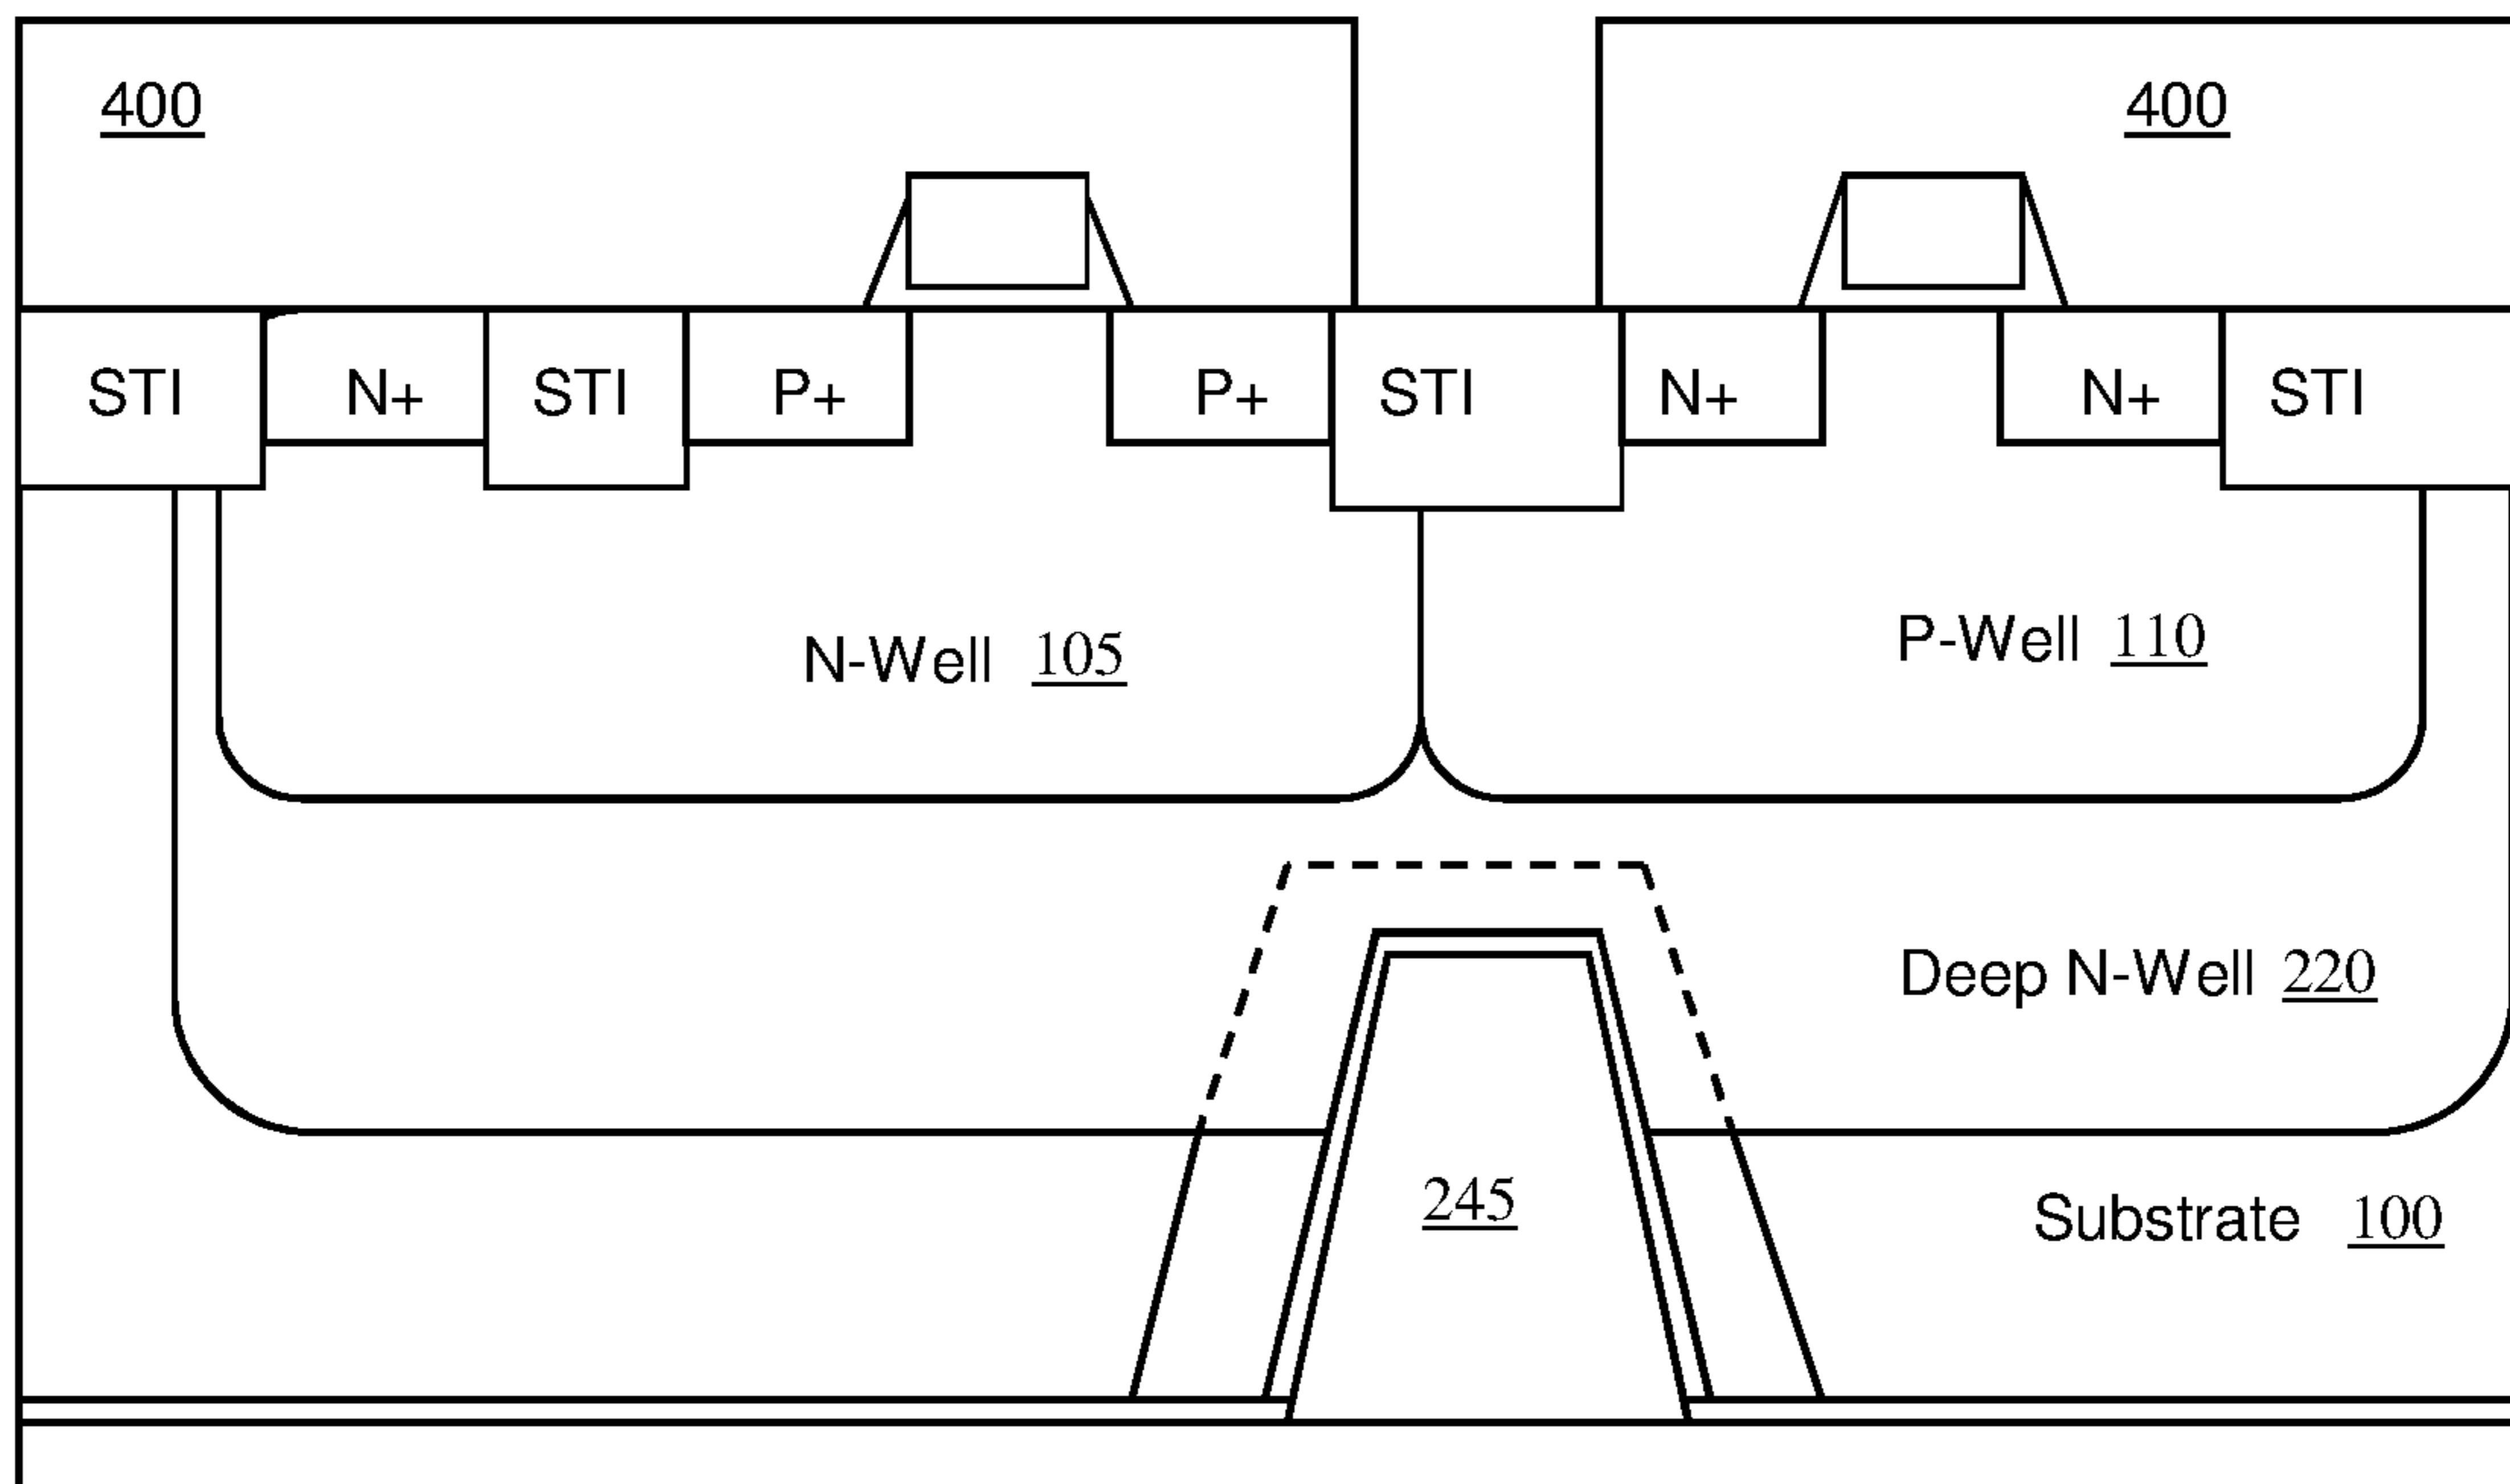 400 400
STI N+ STI P+ P+ STI N+ N+ STI
N-Well 105 P-Well 110
Deep N-Well 220
245 Substrate 100